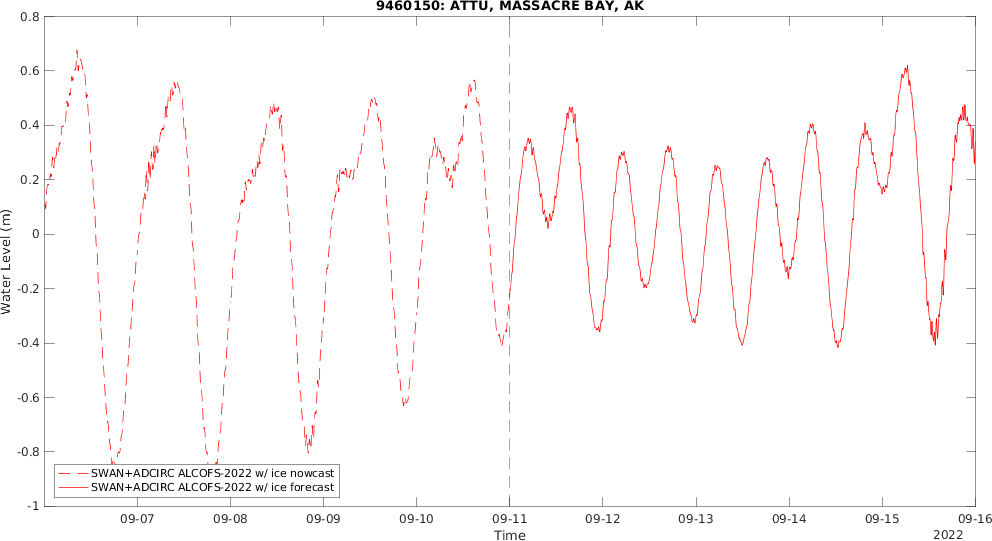 9460150: ATTU, MASSACRE BAY, AK
0.8
0.6
0.4
0.2
0
-0.2
-0.4
-0.6
-0.8
-1
Water Level (m)
SWAN+ADCIRC ALCOFS-2022 w/ ice nowcast
SWAN+ADCIRC ALCOFS-2022 w/ ice forecast
09-07 09-08 09-09 09-10 09-11 09-12 09-13 09-14 09-15 09-16
Time
2022